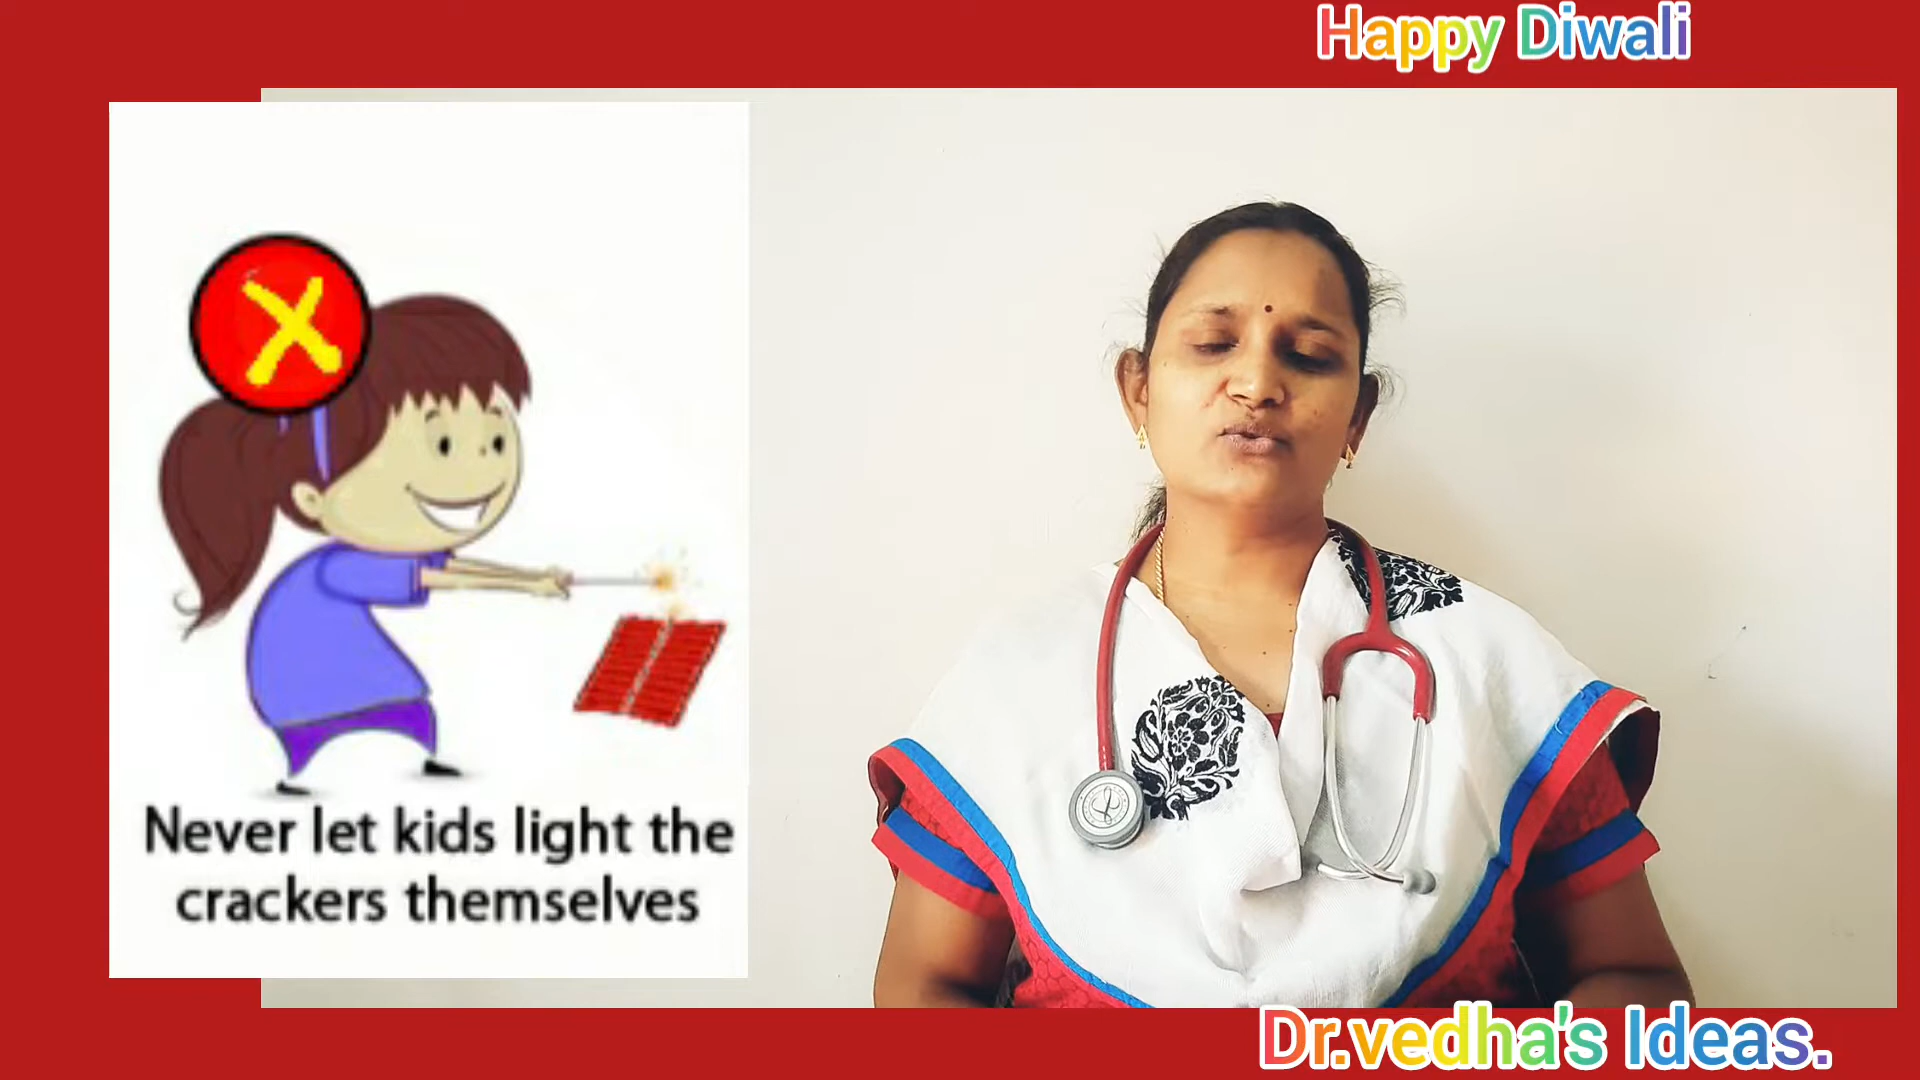 Happy Diwali
Never let kids light the
crackers themselves
Dr.vedha's Ideas.